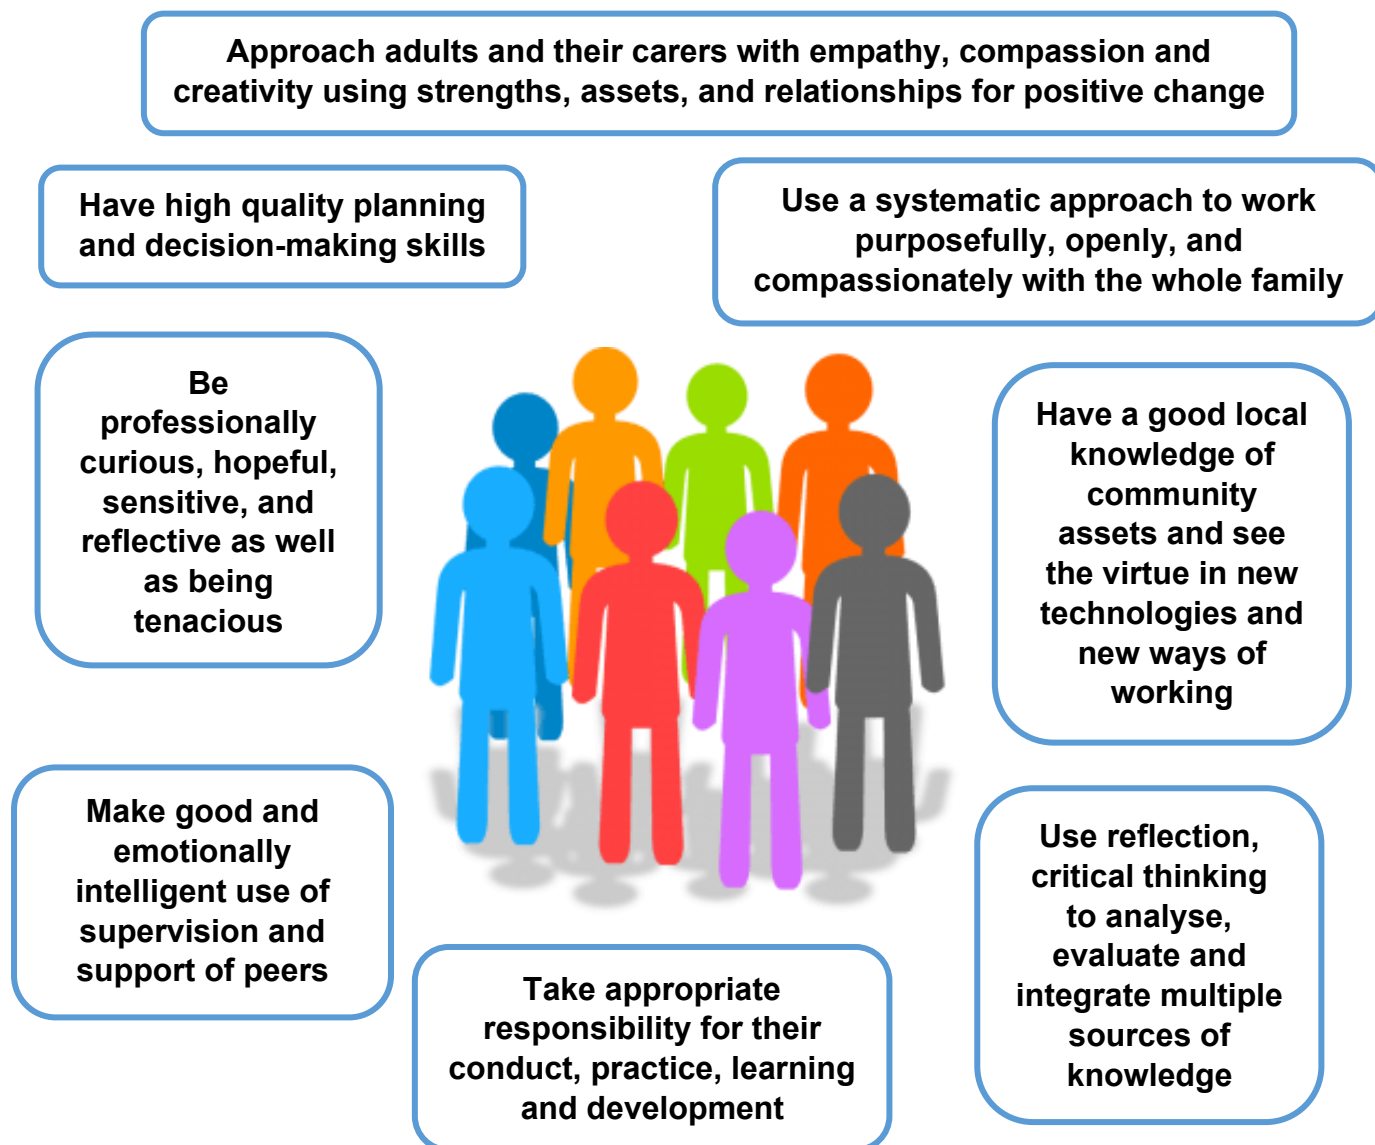 Approach adults and their carers with empathy, compassion and
creativity using strengths, assets, and relationships for positive change
Have high quality planning
and decision-making skills
Use a systematic approach to work
purposefully, openly, and
compassionately with the whole family
Be
professionally
curious, hopeful,
sensitive, and
reflective as well
as being
tenacious
Have a good local
knowledge of
community
assets and see
the virtue in new
technologies and
new ways of
working
Make good and
emotionally
intelligent use of
supervision and
support of peers
Use reflection,
critical thinking
to analyse,
evaluate and
integrate multiple
sources of
knowledge
Take appropriate
responsibility for their
conduct, practice, learning
and development